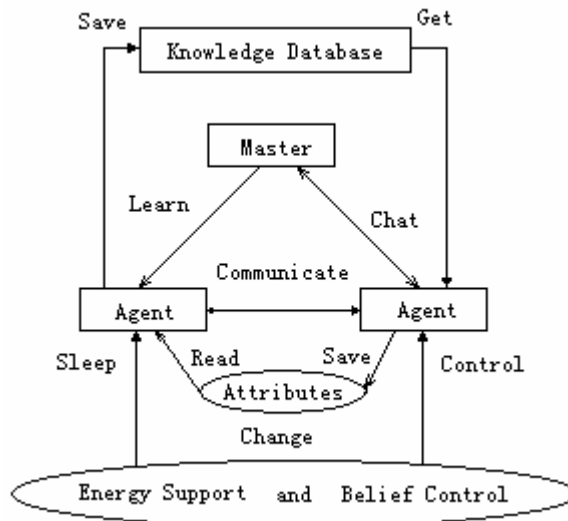 Save
Get
Knowledge Database
Master
Learn
Chat
Communicate
Agent
Agent
Sleep
Read
Save
Control
Attributes
Change
Energy Support and Belief Control